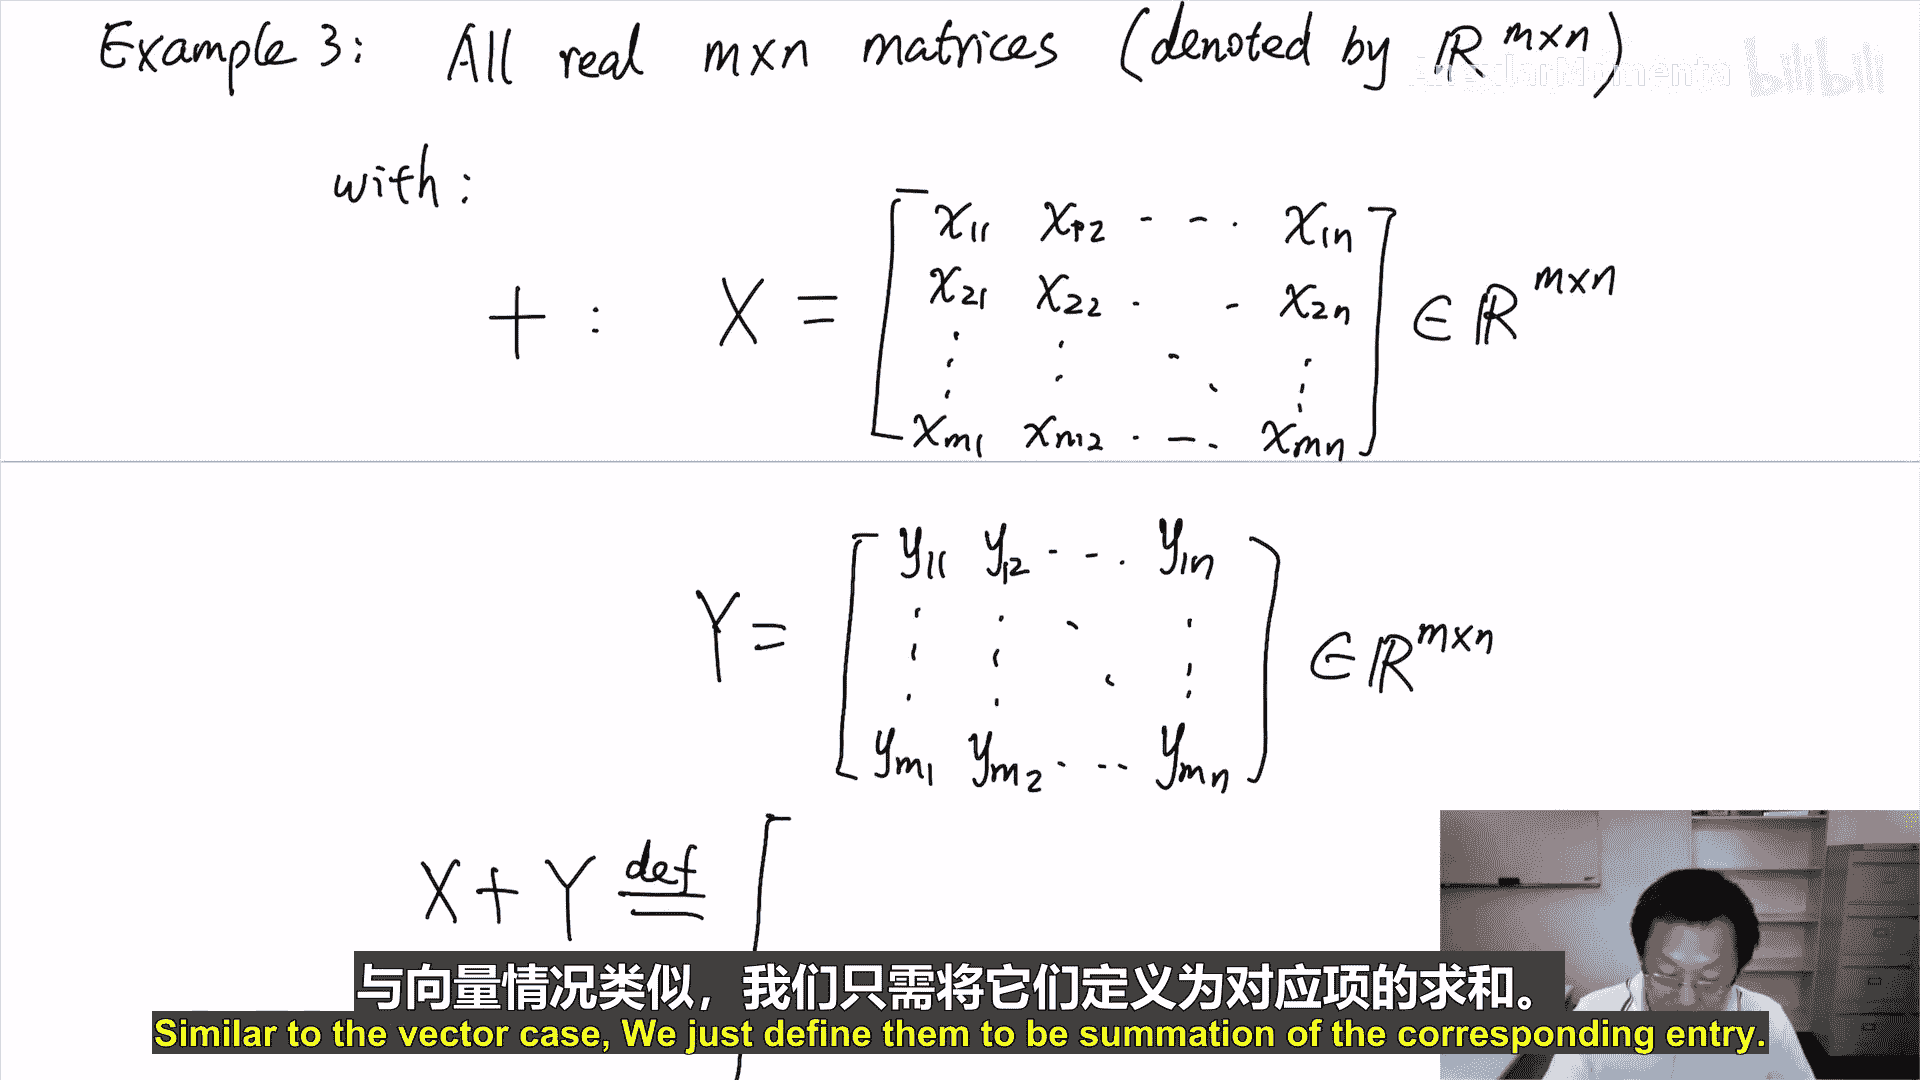 Example 3: All real m×n matrices (denoted by ℝ^{m×n})
AngularMomenta bilibili
with:
+ : X = [ x₁₁ x₁₂ ⋯ x₁ₙ
x₂₁ x₂₂ ⋯ x₂ₙ
⋮ ⋮ ⋱ ⋮
xₘ₁ xₘ₂ ⋯ xₘₙ ] ∈ ℝ^{m×n}
Y = [ y₁₁ y₁₂ ⋯ y₁ₙ
⋮ ⋮ ⋱ ⋮
yₘ₁ yₘ₂ ⋯ yₘₙ ] ∈ ℝ^{m×n}
X + Y ≝ [
与向量情况类似，我们只需将它们定义为对应项的求和。
Similar to the vector case, We just define them to be summation of the corresponding entry.